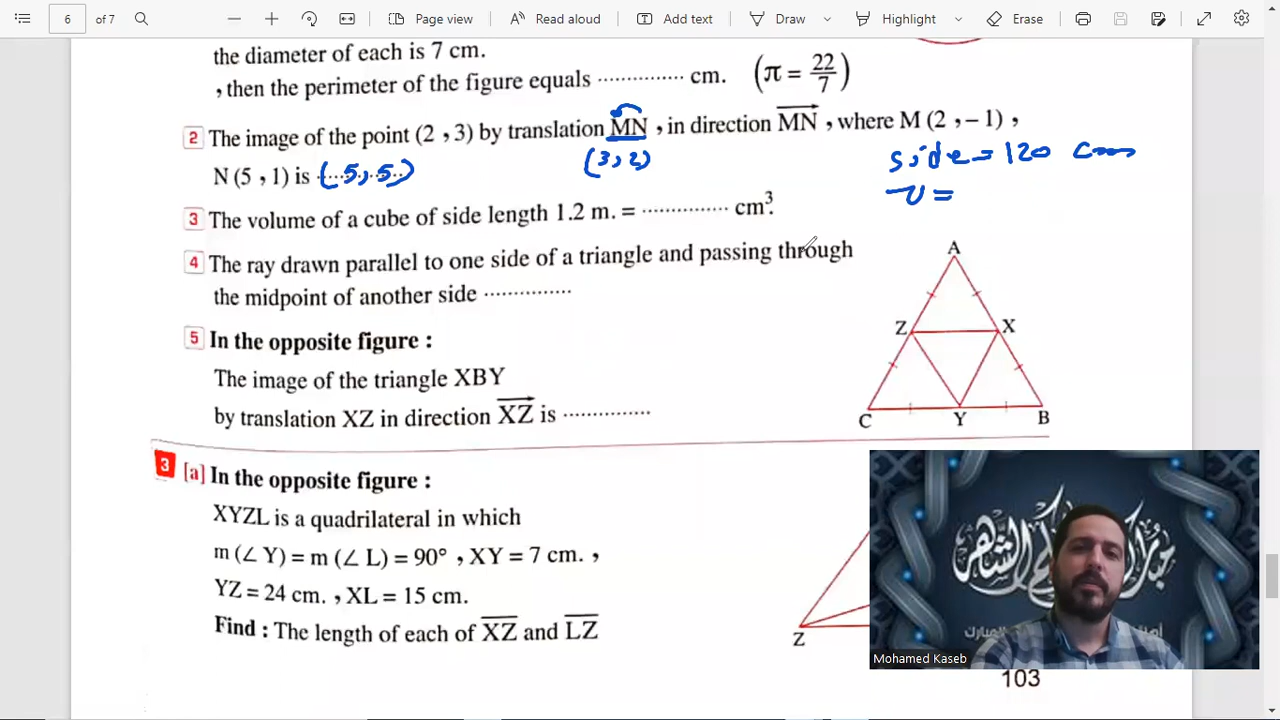 6 of 7 Page view Read aloud Add text Draw Highlight Erase
the diameter of each is 7 cm.
, then the perimeter of the figure equals ............... cm. (π = 22/7)
2 The image of the point (2 , 3) by translation MN , in direction MN , where M (2 , – 1) ,
(3, 2)
side = 120 cm
N (5 , 1) is (5, 5)
v =
3 The volume of a cube of side length 1.2 m. = ............... cm³.
4 The ray drawn parallel to one side of a triangle and passing through
the midpoint of another side ...............
A
Z X
C Y B
5 In the opposite figure :
The image of the triangle XBY
by translation XZ in direction XZ is ...............
3 [a] In the opposite figure :
XYZL is a quadrilateral in which
m (∠ Y) = m (∠ L) = 90° , XY = 7 cm. ,
YZ = 24 cm. , XL = 15 cm.
Find : The length of each of XZ and LZ
Z
Mohamed Kaseb
103